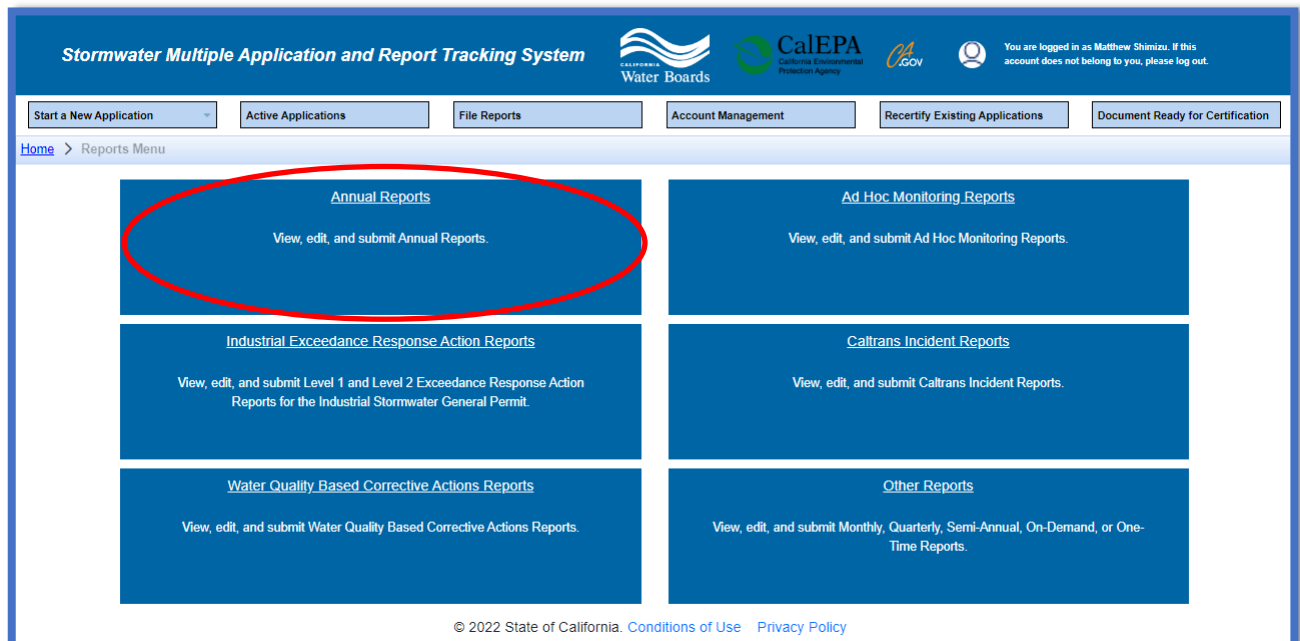 Stormwater Multiple Application and Report Tracking System
CALIFORNIA
Water Boards
CalEPA
California Environmental
Protection Agency
CA
.GOV
You are logged in as Matthew Shimizu. If this
account does not belong to you, please log out.
Start a New Application
Active Applications
File Reports
Account Management
Recertify Existing Applications
Document Ready for Certification
Home > Reports Menu
Annual Reports
View, edit, and submit Annual Reports.
Ad Hoc Monitoring Reports
View, edit, and submit Ad Hoc Monitoring Reports.
Industrial Exceedance Response Action Reports
View, edit, and submit Level 1 and Level 2 Exceedance Response Action
Reports for the Industrial Stormwater General Permit.
Caltrans Incident Reports
View, edit, and submit Caltrans Incident Reports.
Water Quality Based Corrective Actions Reports
View, edit, and submit Water Quality Based Corrective Actions Reports.
Other Reports
View, edit, and submit Monthly, Quarterly, Semi-Annual, On-Demand, or One-
Time Reports.
© 2022 State of California. Conditions of Use Privacy Policy